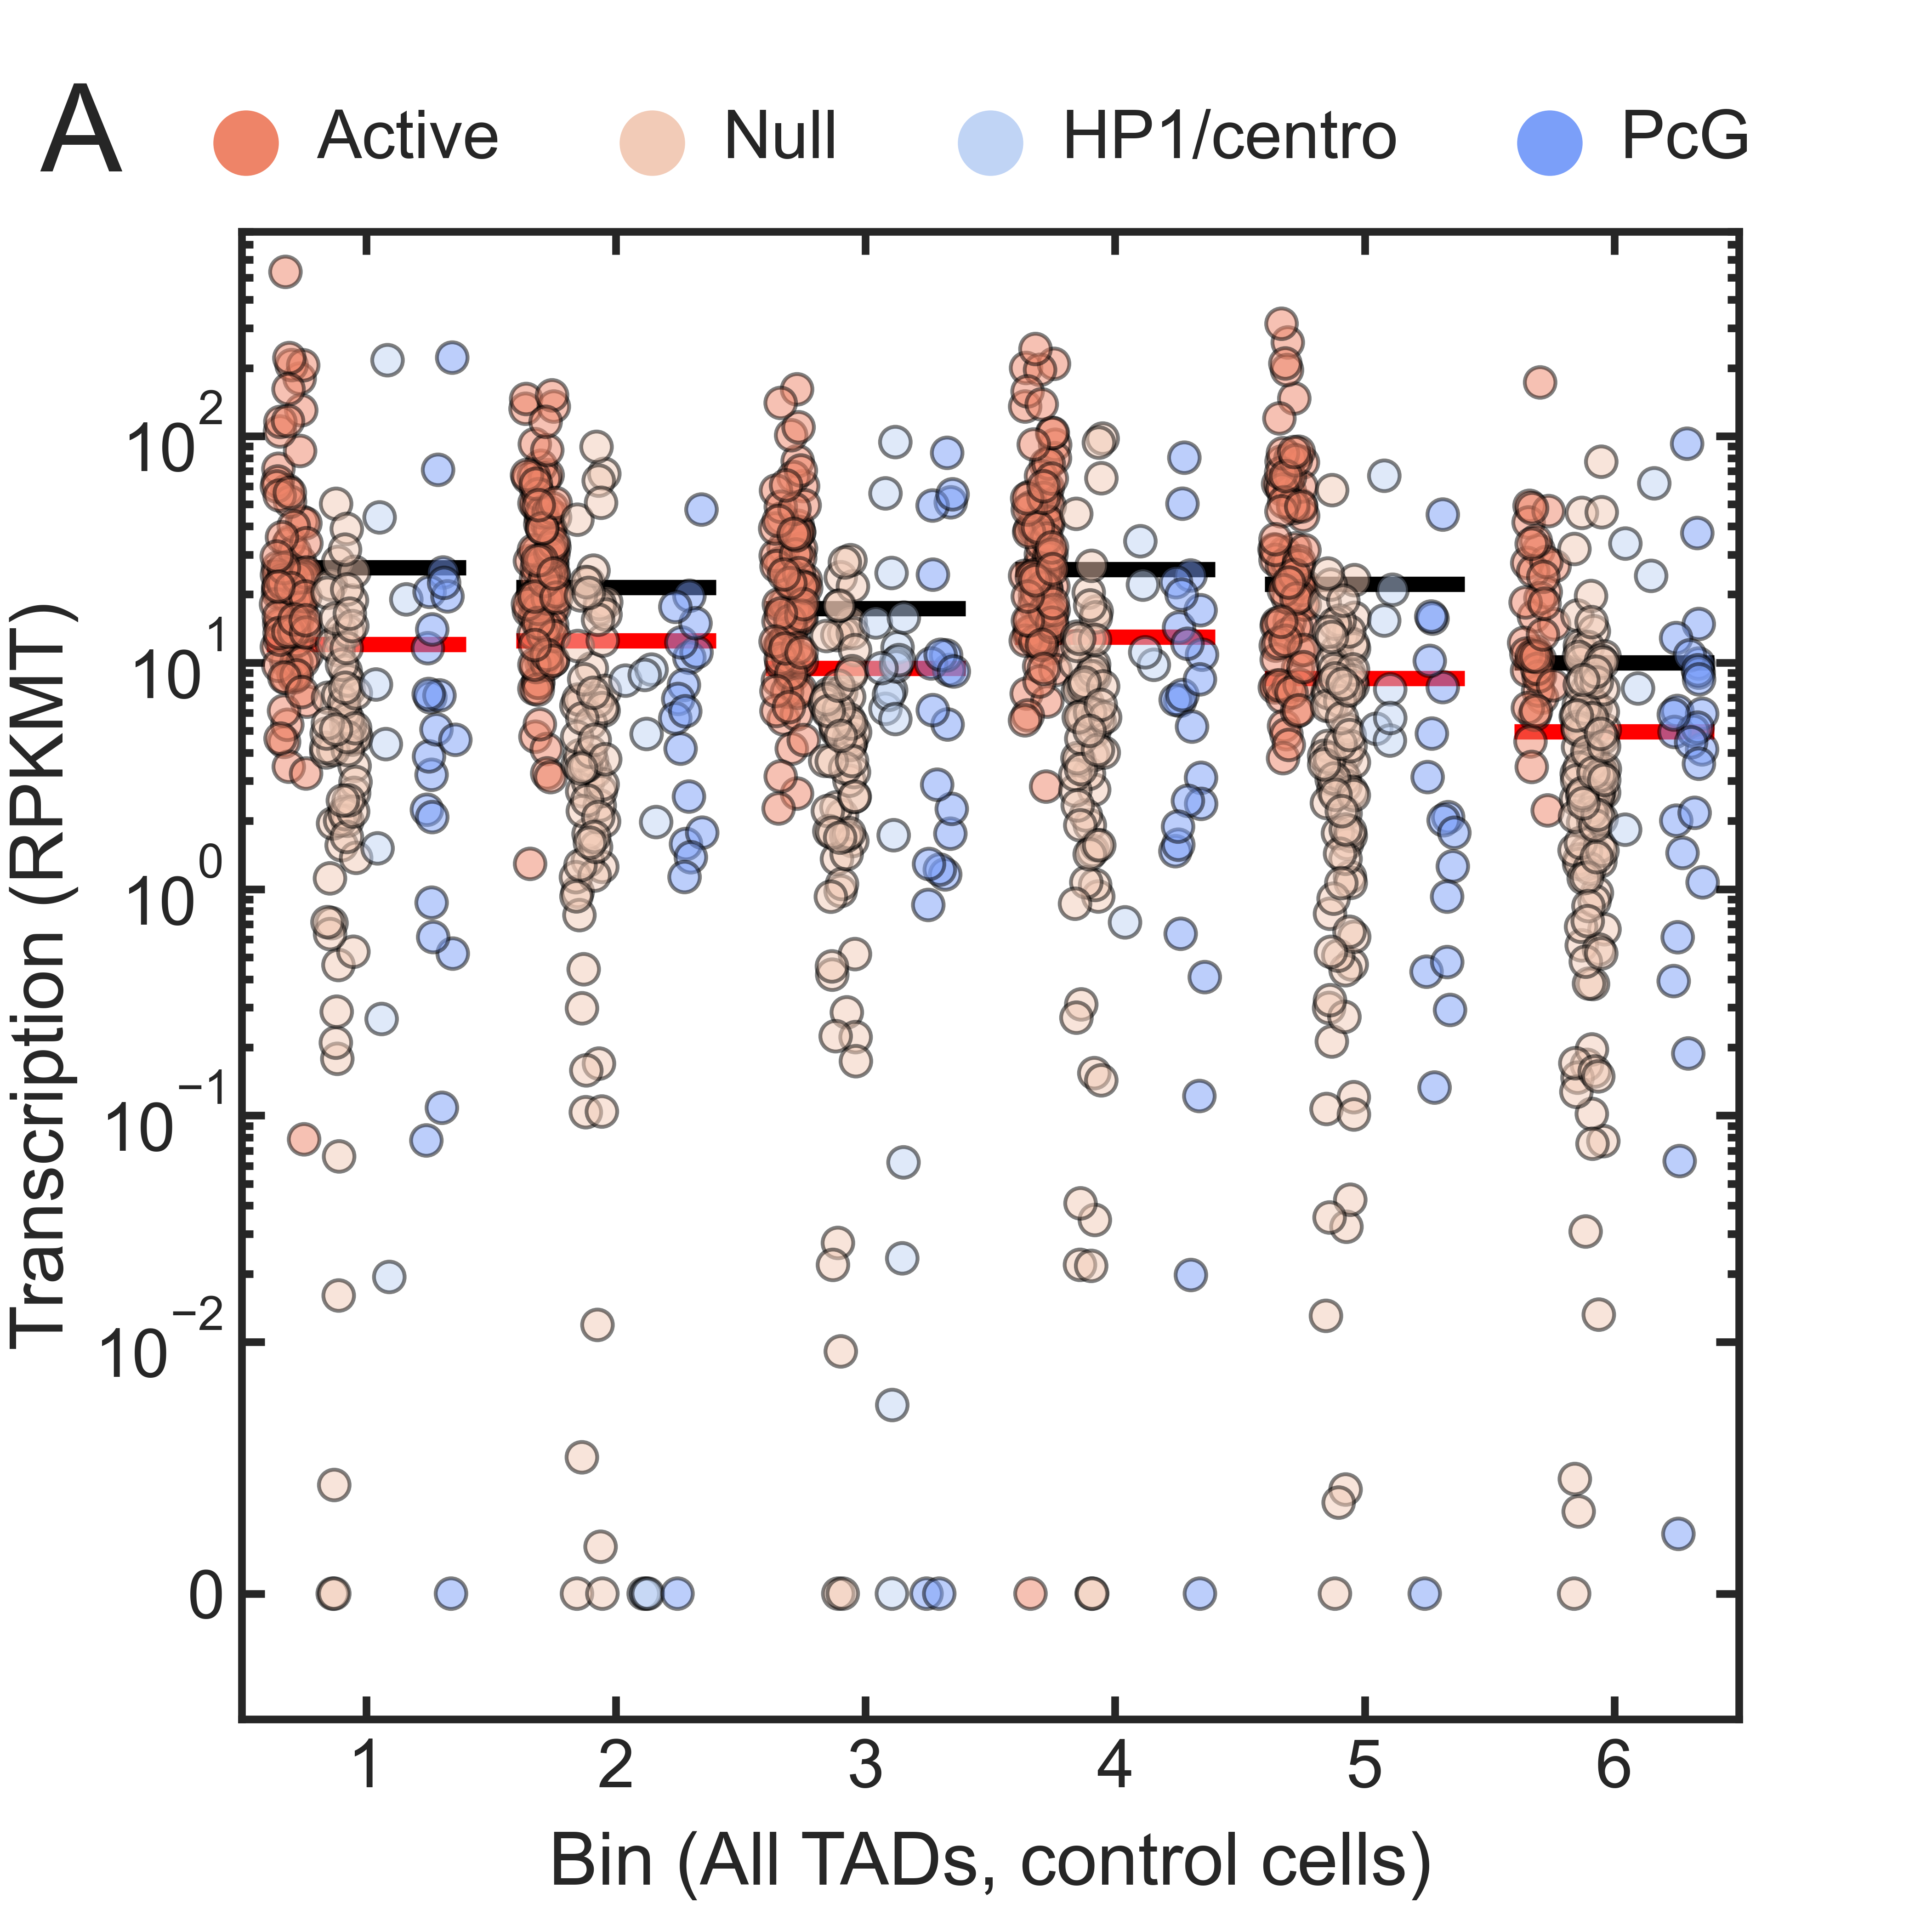 A
Active Null HP1/centro PcG
Transcription (RPKMT)
10^2
10^1
10^0
10^−1
10^−2
0
1 2 3 4 5 6
Bin (All TADs, control cells)